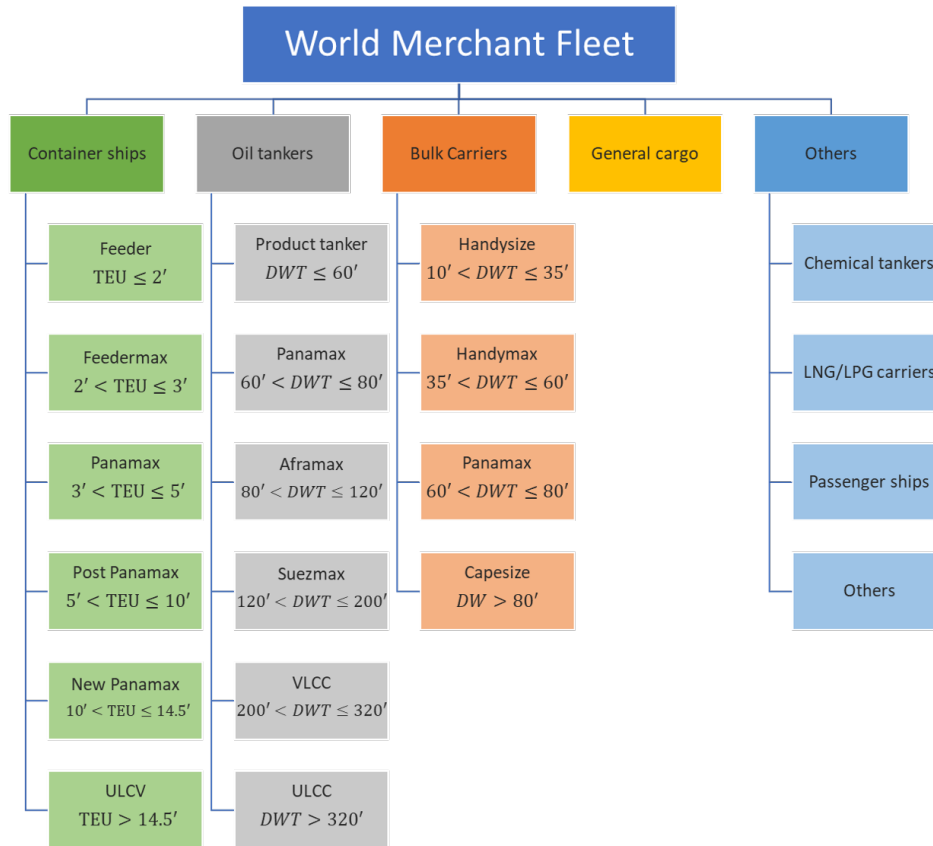 World Merchant Fleet
Container ships
Oil tankers
Bulk Carriers
General cargo
Others
Feeder
TEU ≤ 2′
Feedermax
2′ < TEU ≤ 3′
Panamax
3′ < TEU ≤ 5′
Post Panamax
5′ < TEU ≤ 10′
New Panamax
10′ < TEU ≤ 14.5′
ULCV
TEU > 14.5′
Product tanker
DWT ≤ 60′
Panamax
60′ < DWT ≤ 80′
Aframax
80′ < DWT ≤ 120′
Suezmax
120′ < DWT ≤ 200′
VLCC
200′ < DWT ≤ 320′
ULCC
DWT > 320′
Handysize
10′ < DWT ≤ 35′
Handymax
35′ < DWT ≤ 60′
Panamax
60′ < DWT ≤ 80′
Capesize
DW > 80′
Chemical tankers
LNG/LPG carriers
Passenger ships
Others